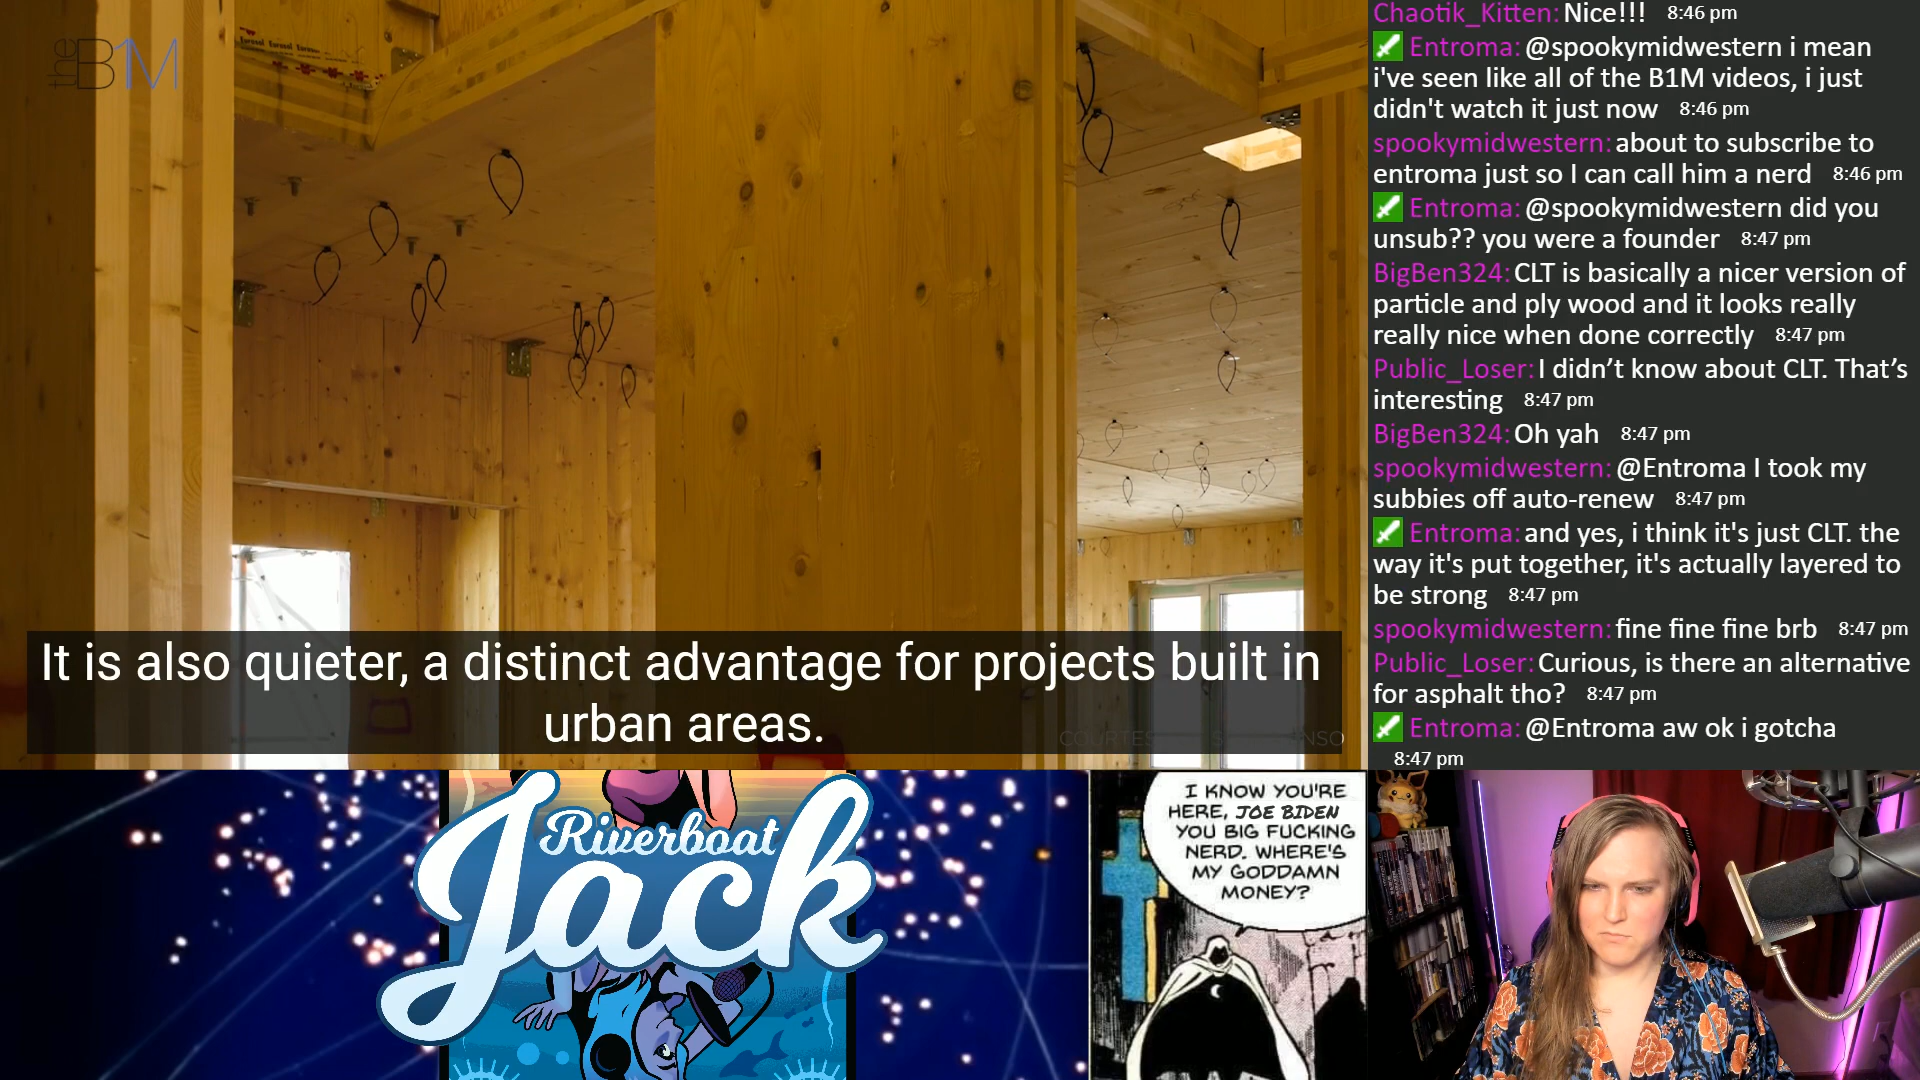 the B1M
It is also quieter, a distinct advantage for projects built in
urban areas.
Chaotik_Kitten: Nice!!! 8:46 pm
Entroma: @spookymidwestern i mean
i've seen like all of the B1M videos, i just
didn't watch it just now 8:46 pm
spookymidwestern: about to subscribe to
entroma just so I can call him a nerd 8:46 pm
Entroma: @spookymidwestern did you
unsub?? you were a founder 8:47 pm
BigBen324: CLT is basically a nicer version of
particle and ply wood and it looks really
really nice when done correctly 8:47 pm
Public_Loser: I didn’t know about CLT. That’s
interesting 8:47 pm
BigBen324: Oh yah 8:47 pm
spookymidwestern: @Entroma I took my
subbies off auto-renew 8:47 pm
Entroma: and yes, i think it's just CLT. the
way it's put together, it's actually layered to
be strong 8:47 pm
spookymidwestern: fine fine fine brb 8:47 pm
Public_Loser: Curious, is there an alternative
for asphalt tho? 8:47 pm
Entroma: @Entroma aw ok i gotcha
8:47 pm
Riverboat
Jack
I KNOW YOU'RE
HERE, JOE BIDEN
YOU BIG FUCKING
NERD. WHERE'S
MY GODDAMN
MONEY?